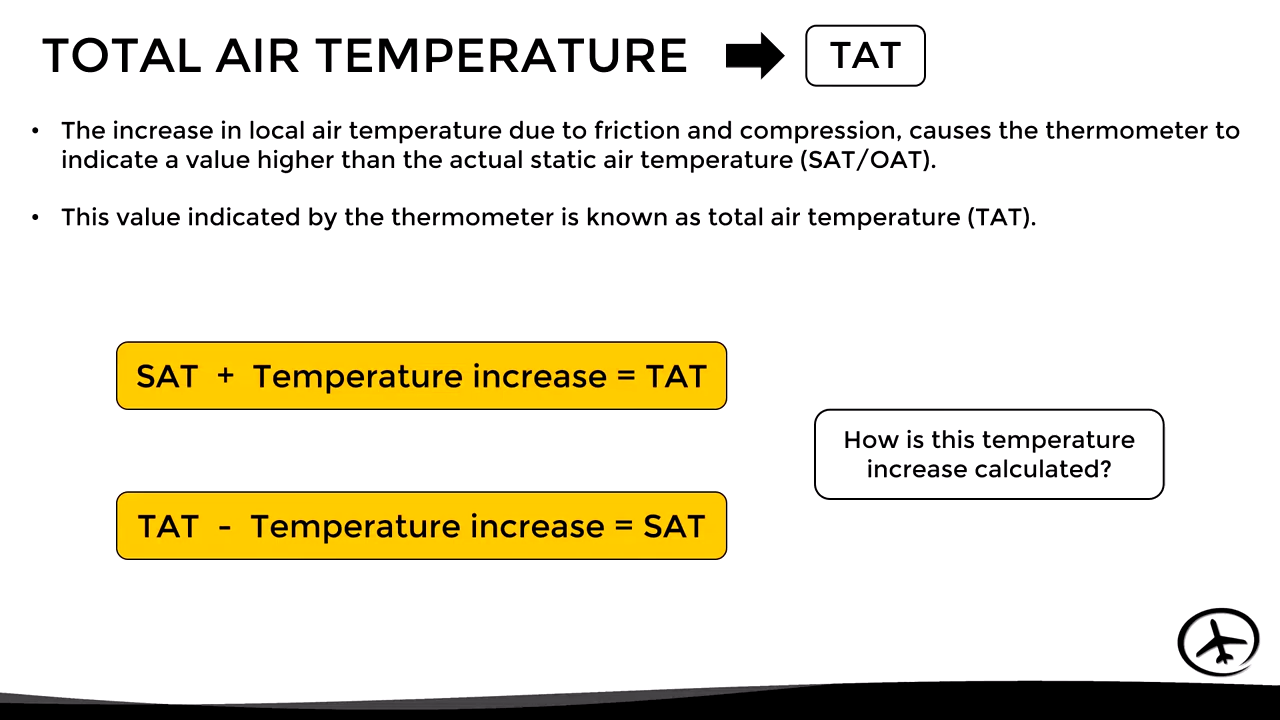 TOTAL AIR TEMPERATURE
TAT
• The increase in local air temperature due to friction and compression, causes the thermometer to
indicate a value higher than the actual static air temperature (SAT/OAT).
• This value indicated by the thermometer is known as total air temperature (TAT).
SAT + Temperature increase = TAT
How is this temperature
increase calculated?
TAT - Temperature increase = SAT